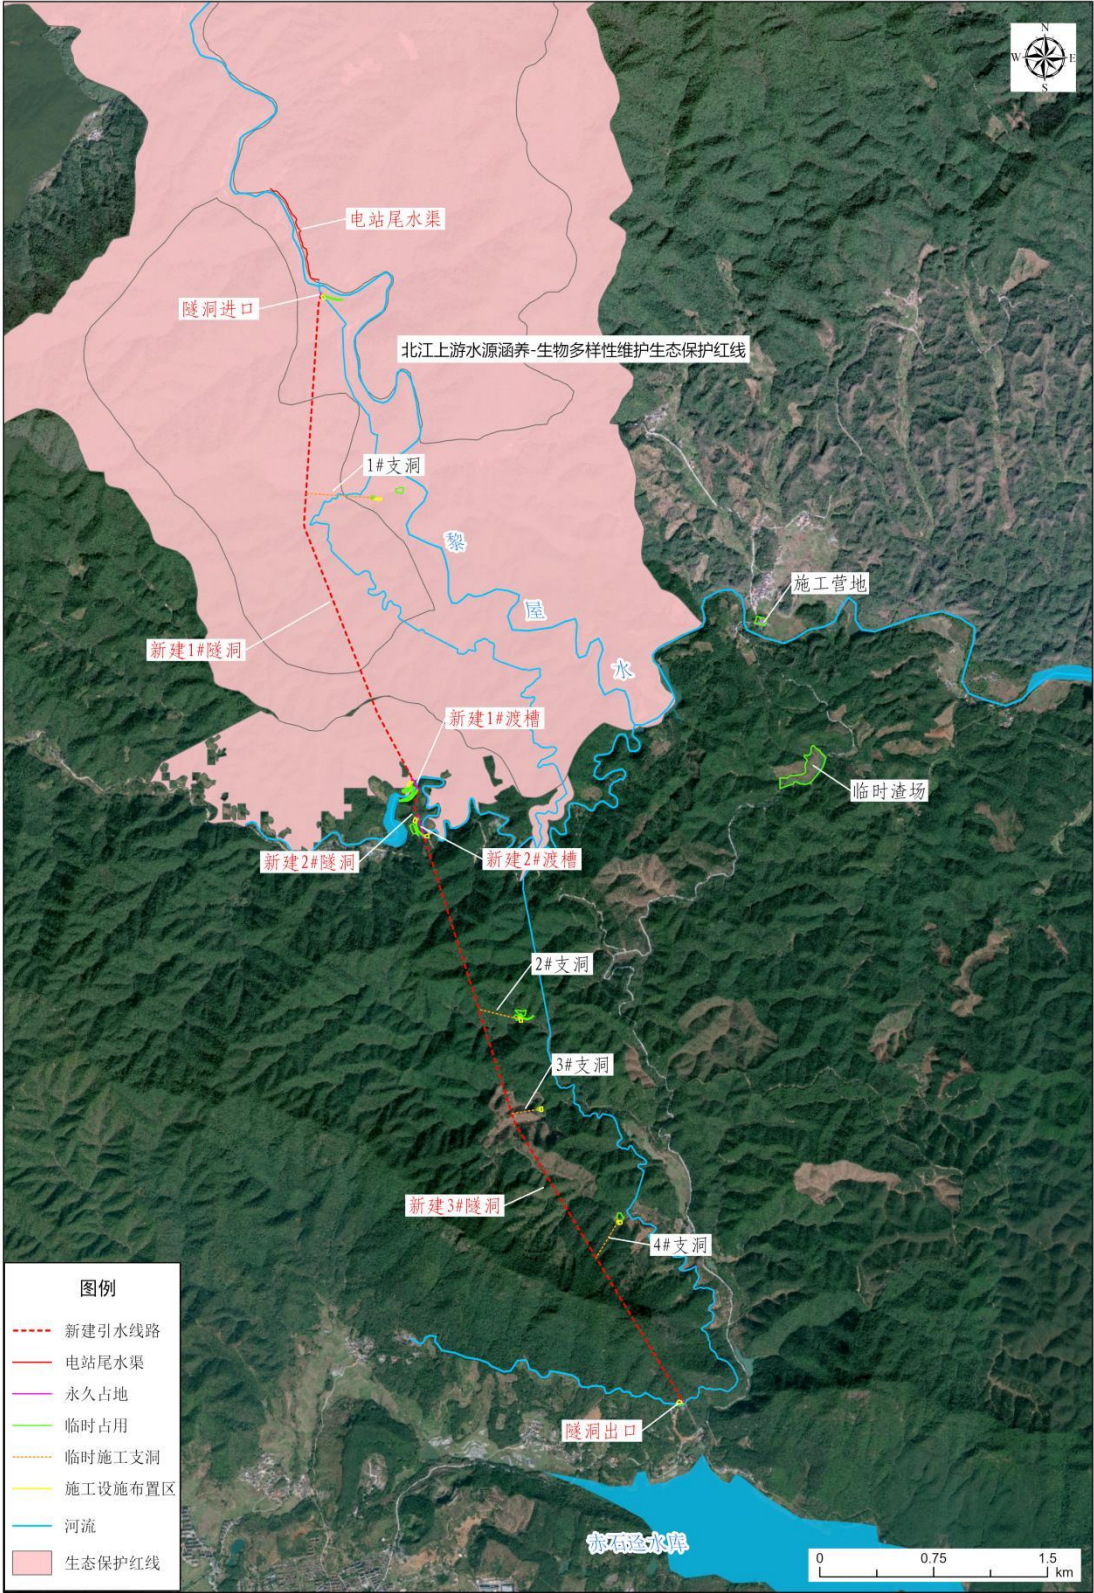 N
W E
S
电站尾水渠
隧洞进口
北江上游水源涵养-生物多样性维护生态保护红线
1#支洞
黎
屋
水
施工营地
新建1#隧洞
新建1#渡槽
临时渣场
新建2#隧洞
新建2#渡槽
2#支洞
3#支洞
新建3#隧洞
4#支洞
隧洞出口
赤石迳水库
图例
新建引水线路
电站尾水渠
永久占地
临时占用
临时施工支洞
施工设施布置区
河流
生态保护红线
0 0.75 1.5
km